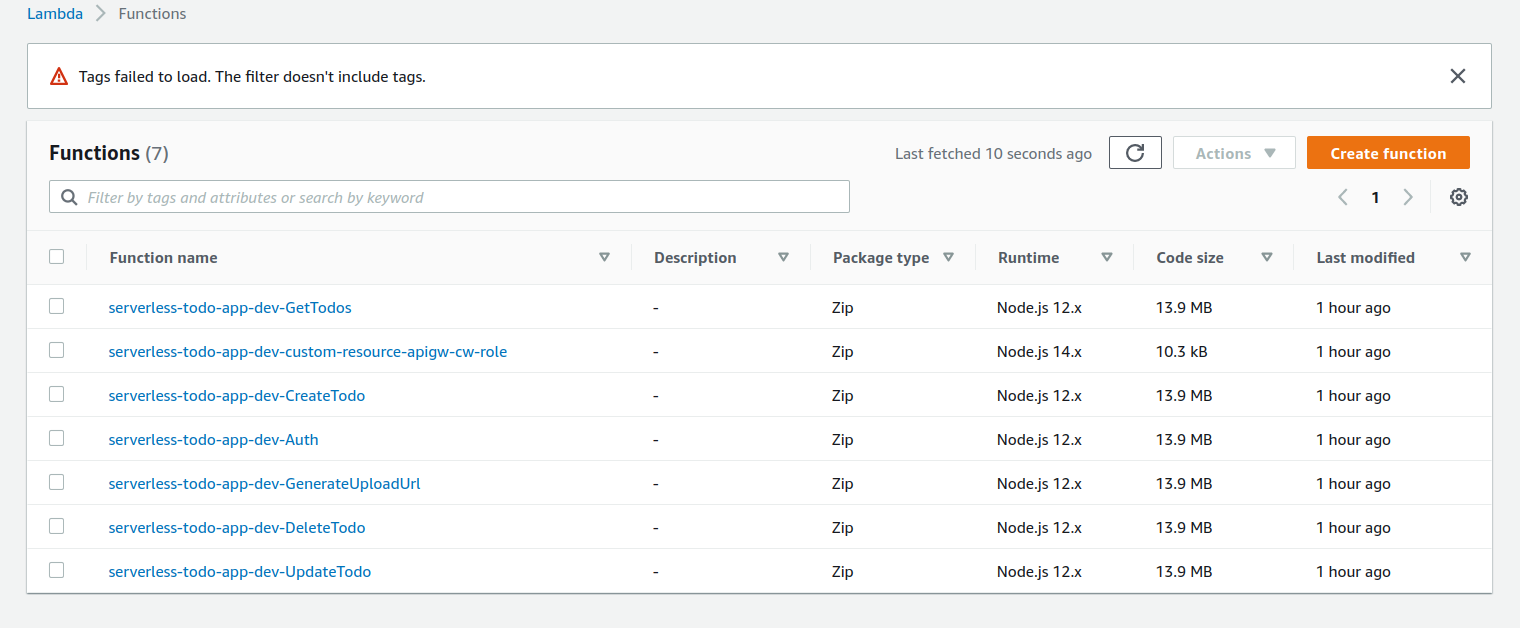 Lambda > Functions
Tags failed to load. The filter doesn't include tags.
Functions (7) Last fetched 10 seconds ago Actions Create function
Filter by tags and attributes or search by keyword 1
Function name Description Package type Runtime Code size Last modified
serverless-todo-app-dev-GetTodos - Zip Node.js 12.x 13.9 MB 1 hour ago
serverless-todo-app-dev-custom-resource-apigw-cw-role - Zip Node.js 14.x 10.3 kB 1 hour ago
serverless-todo-app-dev-CreateTodo - Zip Node.js 12.x 13.9 MB 1 hour ago
serverless-todo-app-dev-Auth - Zip Node.js 12.x 13.9 MB 1 hour ago
serverless-todo-app-dev-GenerateUploadUrl - Zip Node.js 12.x 13.9 MB 1 hour ago
serverless-todo-app-dev-DeleteTodo - Zip Node.js 12.x 13.9 MB 1 hour ago
serverless-todo-app-dev-UpdateTodo - Zip Node.js 12.x 13.9 MB 1 hour ago